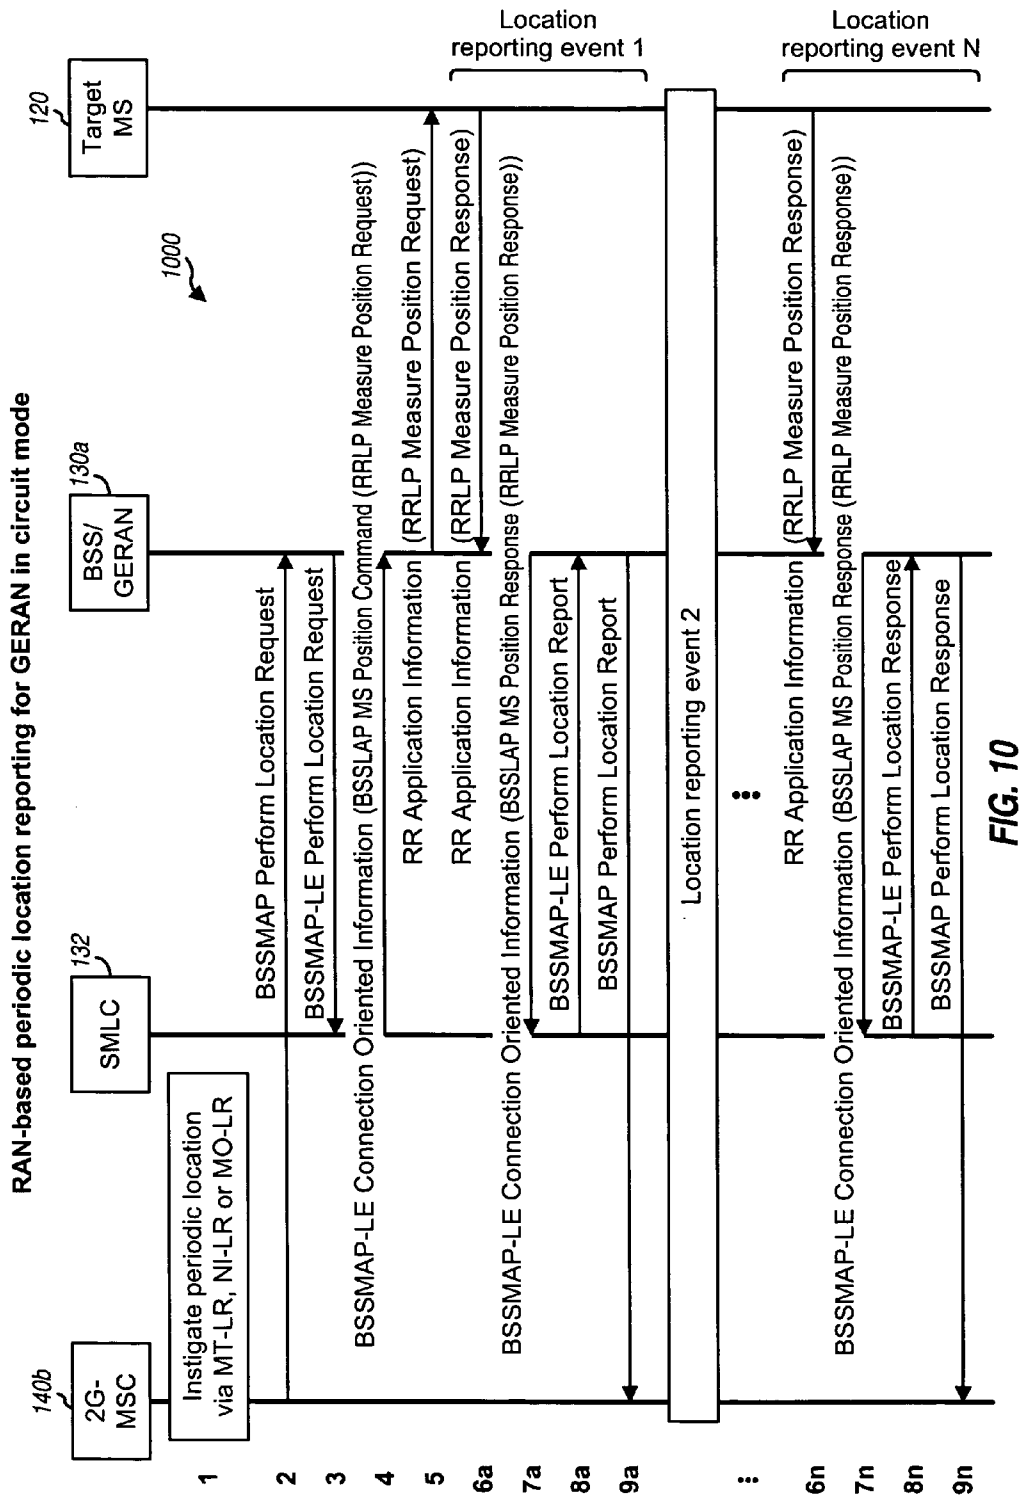 RAN-based periodic location reporting for GERAN in circuit mode
140b
132
130a
120
2G-
MSC
SMLC
BSS/
GERAN
Target
MS
1000
1
Instigate periodic location
via MT-LR, NI-LR or MO-LR
2
BSSMAP Perform Location Request
3
BSSMAP-LE Perform Location Request
4
BSSMAP-LE Connection Oriented Information (BSSLAP MS Position Command (RRLP Measure Position Request))
5
RR Application Information (RRLP Measure Position Request)
6a
RR Application Information (RRLP Measure Position Response)
7a
BSSMAP-LE Connection Oriented Information (BSSLAP MS Position Response (RRLP Measure Position Response))
8a
BSSMAP-LE Perform Location Report
9a
BSSMAP Perform Location Report
Location
reporting event 1
Location reporting event 2
6n
RR Application Information (RRLP Measure Position Response)
7n
BSSMAP-LE Connection Oriented Information (BSSLAP MS Position Response (RRLP Measure Position Response))
8n
BSSMAP-LE Perform Location Response
9n
BSSMAP Perform Location Response
Location
reporting event N
FIG. 10